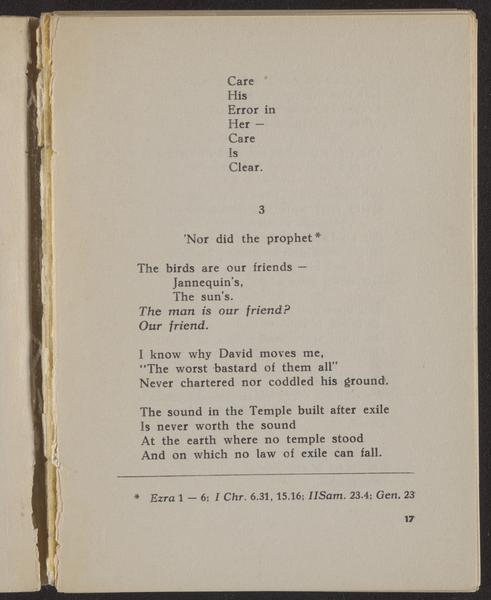 Care
His
Error in
Her —
Care
Is
Clear.
3
'Nor did the prophet*
The birds are our friends —
Jannequin's,
The sun's.
The man is our friend?
Our friend.
I know why David moves me,
"The worst bastard of them all"
Never chartered nor coddled his ground.
The sound in the Temple built after exile
Is never worth the sound
At the earth where no temple stood
And on which no law of exile can fall.
* Ezra 1 — 6; I Chr. 6.31, 15.16; IISam. 23.4; Gen. 23
17